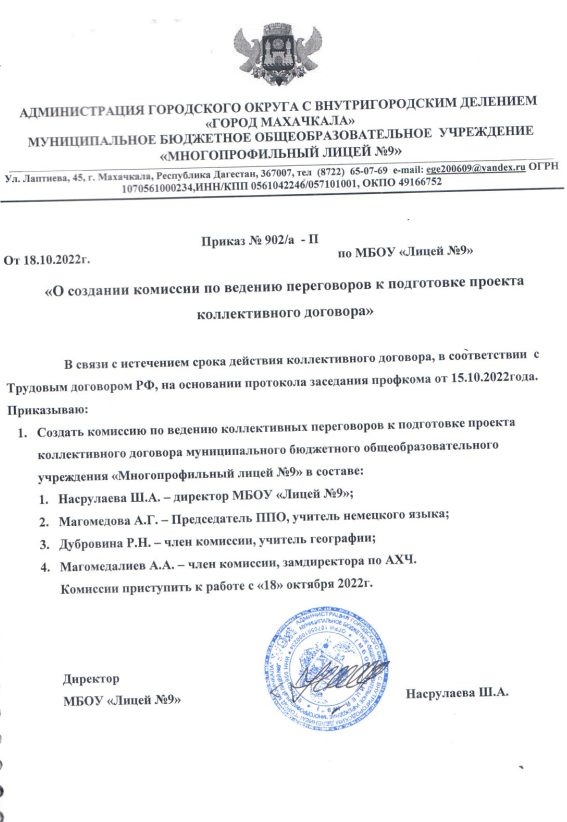 АДМИНИСТРАЦИЯ ГОРОДСКОГО ОКРУГА С ВНУТРИГОРОДСКИМ ДЕЛЕНИЕМ
«ГОРОД МАХАЧКАЛА»
МУНИЦИПАЛЬНОЕ БЮДЖЕТНОЕ ОБЩЕОБРАЗОВАТЕЛЬНОЕ УЧРЕЖДЕНИЕ
«МНОГОПРОФИЛЬНЫЙ ЛИЦЕЙ №9»
Ул. Лаптиева, 45, г. Махачкала, Республика Дагестан, 367007, тел (8722) 65-07-69 e-mail: ege200609@yandex.ru ОГРН
1070561000234,ИНН/КПП 0561042246/057101001, ОКПО 49166752
Приказ № 902/а - П
От 18.10.2022г. по МБОУ «Лицей №9»
«О создании комиссии по ведению переговоров к подготовке проекта
коллективного договора»
В связи с истечением срока действия коллективного договора, в соответствии с
Трудовым договором РФ, на основании протокола заседания профкома от 15.10.2022года.
Приказываю:
1. Создать комиссию по ведению коллективных переговоров к подготовке проекта
коллективного договора муниципального бюджетного общеобразовательного
учреждения «Многопрофильный лицей №9» в составе:
1. Насрулаева Ш.А. – директор МБОУ «Лицей №9»;
2. Магомедова А.Г. – Председатель ППО, учитель немецкого языка;
3. Дубровина Р.Н. – член комиссии, учитель географии;
4. Магомедалиев А.А. – член комиссии, замдиректора по АХЧ.
Комиссии приступить к работе с «18» октября 2022г.
Директор
МБОУ «Лицей №9» Насрулаева Ш.А.